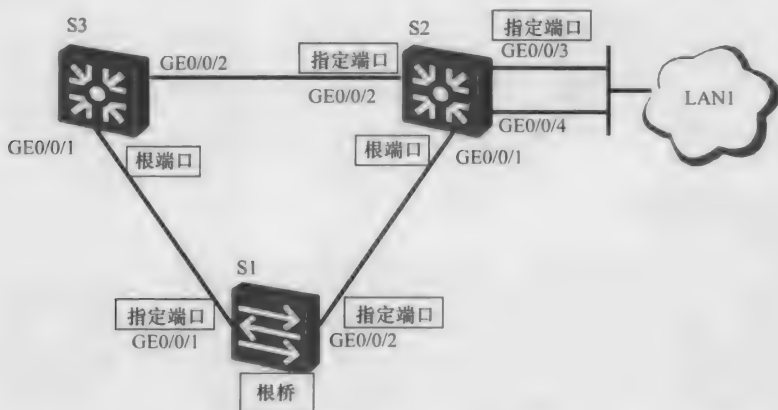 S3
S2
指定端口
GE0/0/3
指定端口
GE0/0/2
GE0/0/2
LAN1
GE0/0/4
GE0/0/1
根端口
根端口
GE0/0/1
S1
指定端口
指定端口
GE0/0/1
GE0/0/2
根桥